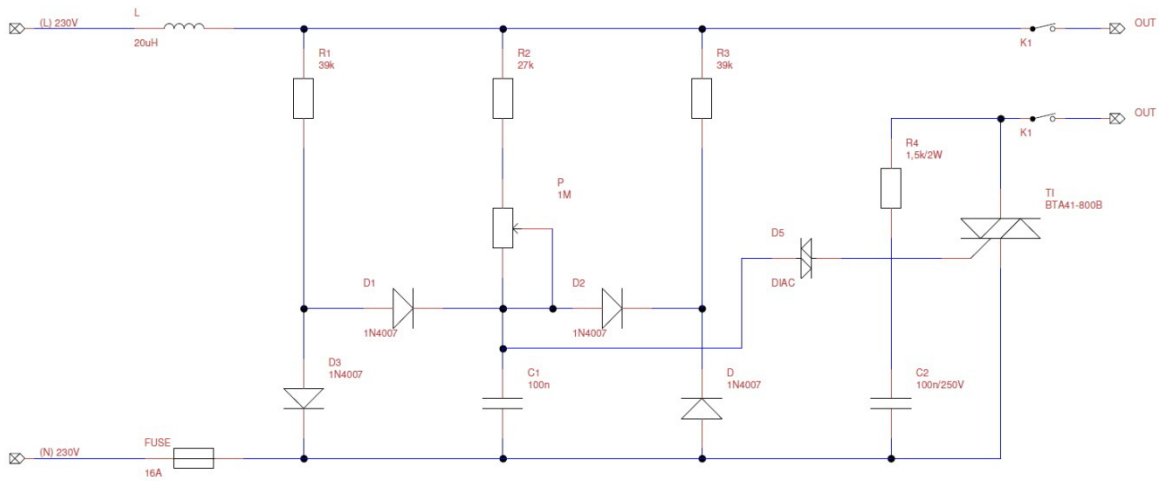 L
(L) 230V
OUT
20uH
K1
R1
39k
R2
27k
R3
39k
OUT
K1
R4
1,5k/2W
P
1M
TI
BTA41-800B
D5
DIAC
D1
1N4007
D2
1N4007
D3
1N4007
C1
100n
D
1N4007
C2
100n/250V
FUSE
(N) 230V
16A